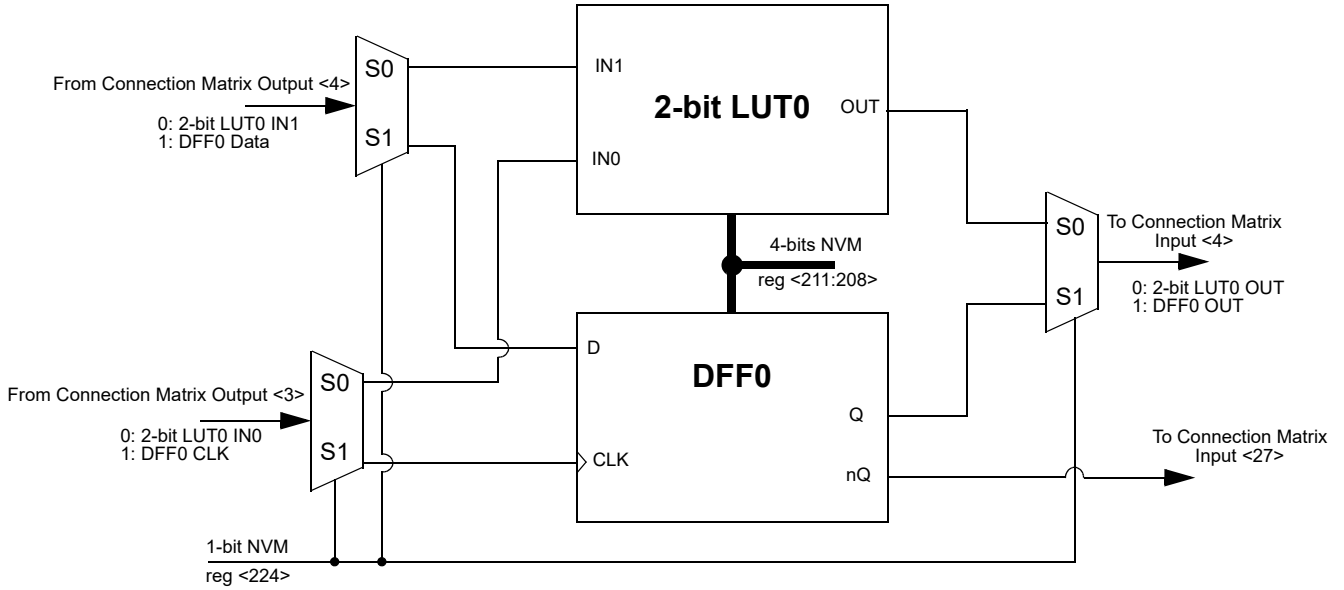 From Connection Matrix Output <4>
0: 2-bit LUT0 IN1
1: DFF0 Data
S0
S1
IN1
IN0
2-bit LUT0
OUT
4-bits NVM
reg <211:208>
S0
S1
To Connection Matrix
Input <4>
0: 2-bit LUT0 OUT
1: DFF0 OUT
From Connection Matrix Output <3>
0: 2-bit LUT0 IN0
1: DFF0 CLK
S0
S1
D
CLK
DFF0
Q
nQ
To Connection Matrix
Input <27>
1-bit NVM
reg <224>